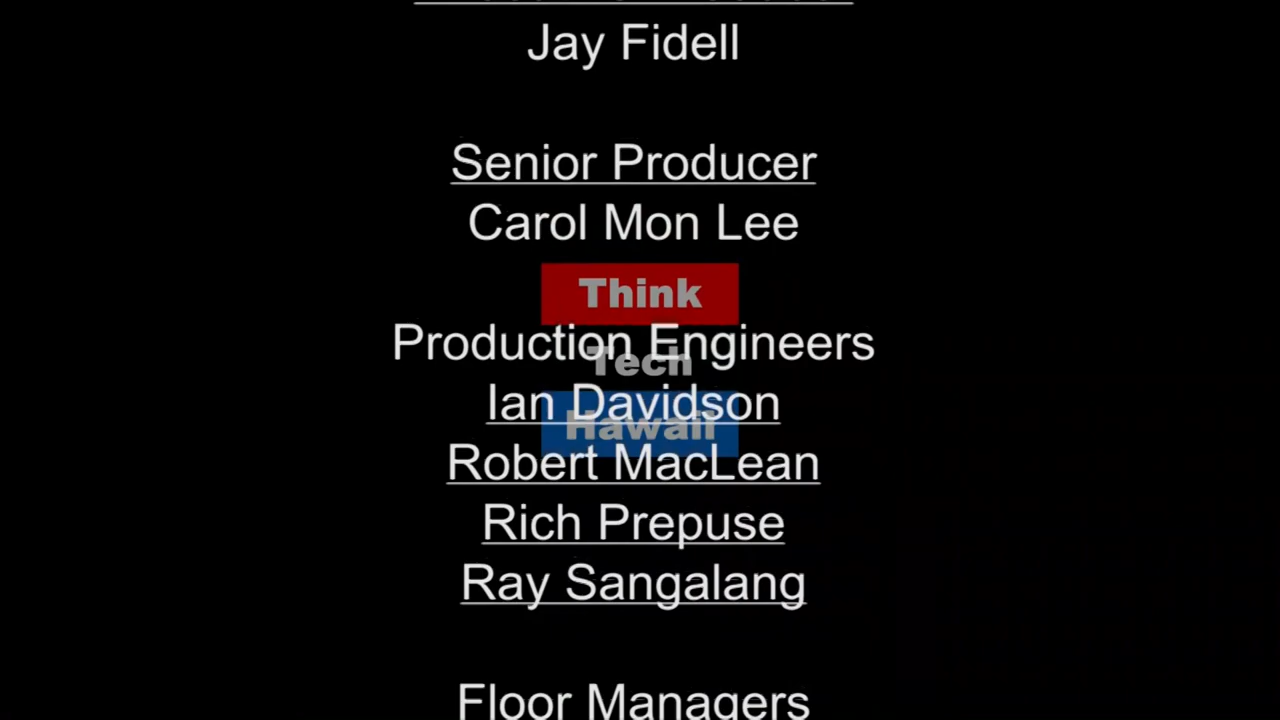 Jay Fidell
Senior Producer
Carol Mon Lee
Think
Production Engineers
Tech
Ian Davidson
Hawaii
Robert MacLean
Rich Prepuse
Ray Sangalang
Floor Managers